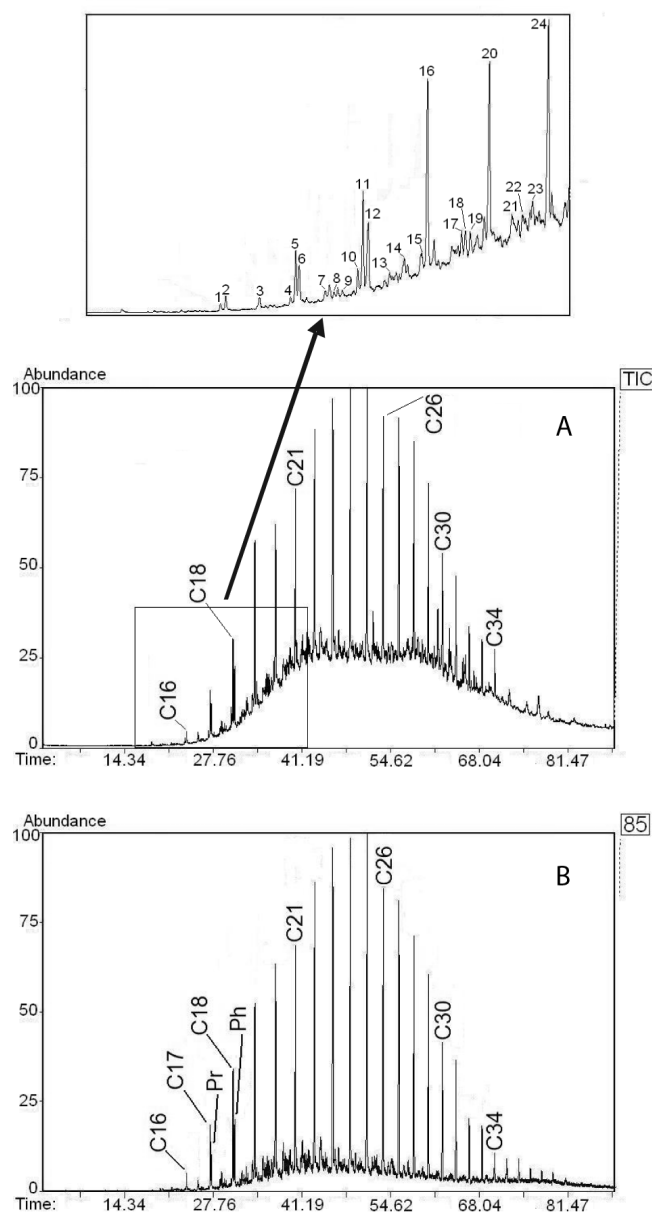 24
20
16
11
12
22
23
21
18
17
19
5
6
10
14
15
13
7
8
9
1
2
3
4
Abundance
TIC
100
A
C26
C21
75
C30
50
C18
C34
25
C16
0
Time: 14.34 27.76 41.19 54.62 68.04 81.47
Abundance
85
100
B
C26
C21
75
Ph
C18
50
C30
Pr
C17
25
C16
C34
0
Time: 14.34 27.76 41.19 54.62 68.04 81.47